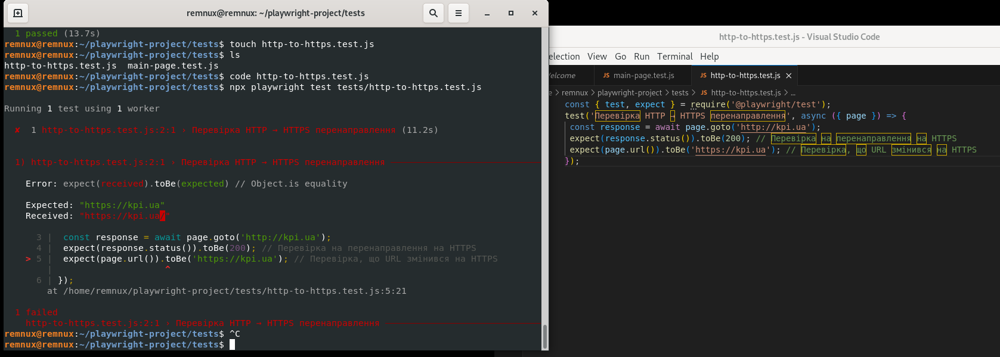 remnux@remnux: ~/playwright-project/tests
1 passed (13.7s)
remnux@remnux:~/playwright-project/tests$ touch http-to-https.test.js
remnux@remnux:~/playwright-project/tests$ ls
http-to-https.test.js  main-page.test.js
remnux@remnux:~/playwright-project/tests$ code http-to-https.test.js
remnux@remnux:~/playwright-project/tests$ npx playwright test tests/http-to-https.test.js
Running 1 test using 1 worker
✘  1 http-to-https.test.js:2:1 › Перевірка HTTP → HTTPS перенаправлення (11.2s)
1) http-to-https.test.js:2:1 › Перевірка HTTP → HTTPS перенаправлення
Error: expect(received).toBe(expected) // Object.is equality
Expected: "https://kpi.ua"
Received: "https://kpi.ua/"
3 |  const response = await page.goto('http://kpi.ua');
4 |  expect(response.status()).toBe(200); // Перевірка на перенаправлення на HTTPS
> 5 |  expect(page.url()).toBe('https://kpi.ua'); // Перевірка, що URL змінився на HTTPS
|                     ^
6 | });
at /home/remnux/playwright-project/tests/http-to-https.test.js:5:21
1 failed
http-to-https.test.js:2:1 › Перевірка HTTP → HTTPS перенаправлення
remnux@remnux:~/playwright-project/tests$ ^C
remnux@remnux:~/playwright-project/tests$
http-to-https.test.js - Visual Studio Code
election View Go Run Terminal Help
elcome JS main-page.test.js JS http-to-https.test.js ×
e > remnux > playwright-project > tests > JS http-to-https.test.js > ...
const { test, expect } = require('@playwright/test');
test('Перевірка HTTP → HTTPS перенаправлення', async ({ page }) => {
const response = await page.goto('http://kpi.ua');
expect(response.status()).toBe(200); // Перевірка на перенаправлення на HTTPS
expect(page.url()).toBe('https://kpi.ua'); // Перевірка, що URL змінився на HTTPS
});